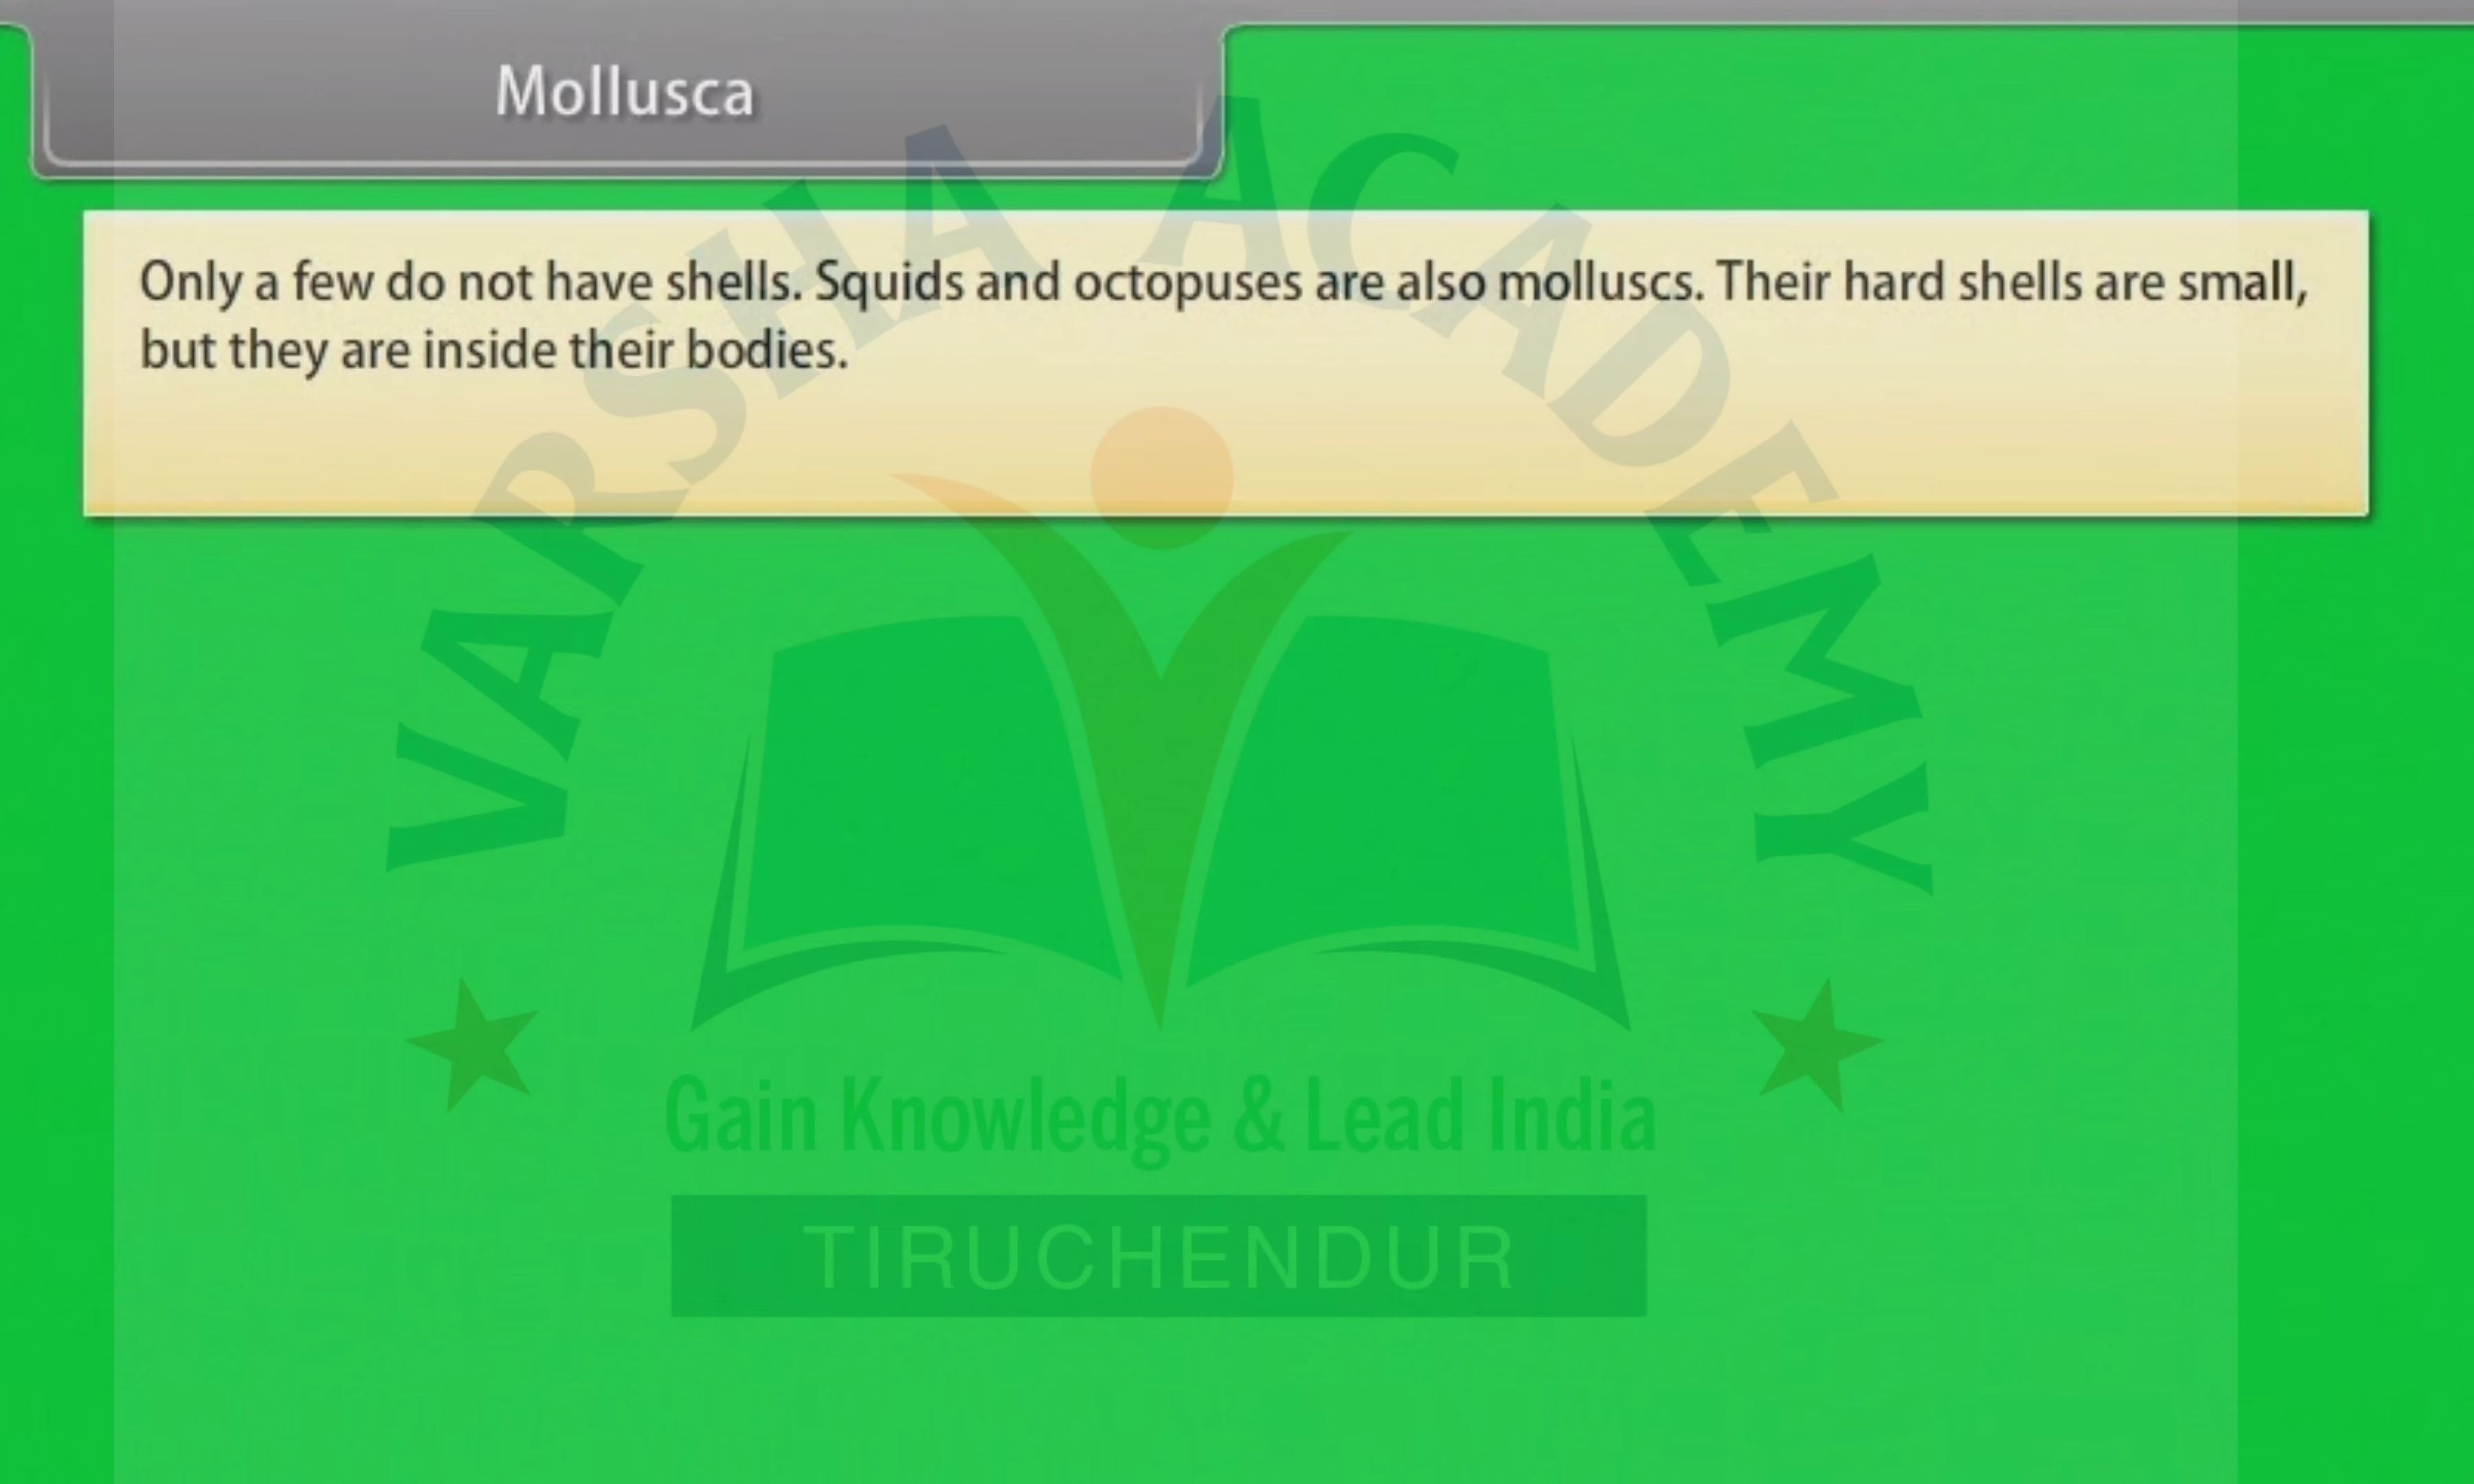 Mollusca
Only a few do not have shells. Squids and octopuses are also molluscs. Their hard shells are small,
but they are inside their bodies.
VARSHA ACADEMY
Gain Knowledge & Lead India
TIRUCHENDUR